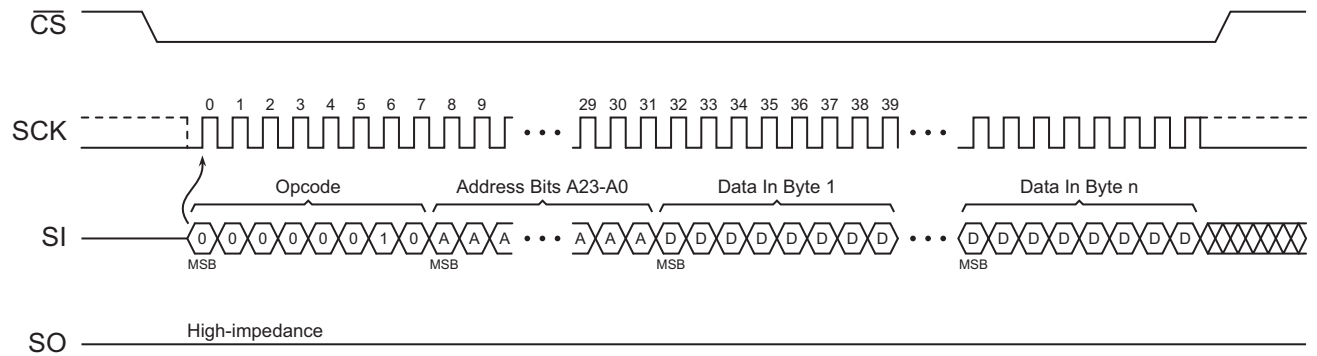 C̅S̅
0 1 2 3 4 5 6 7 8 9 29 30 31 32 33 34 35 36 37 38 39
SCK
Opcode Address Bits A23-A0 Data In Byte 1 Data In Byte n
SI 0 0 0 0 0 0 1 0 A A A A A A D D D D D D D D D D D D D D D D
MSB MSB MSB MSB
High-impedance
SO